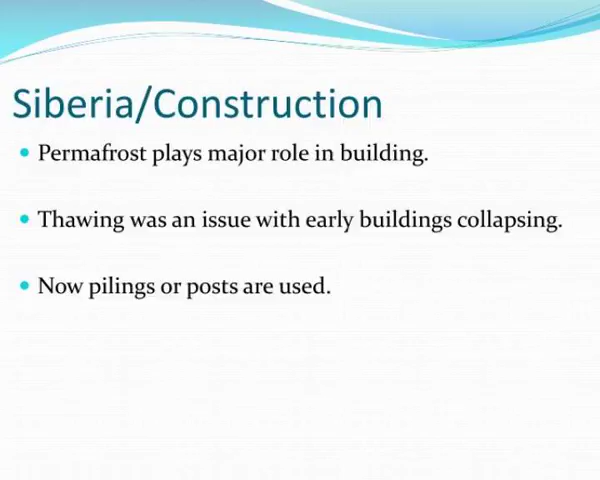 Siberia/Construction
Permafrost plays major role in building.
Thawing was an issue with early buildings collapsing.
Now pilings or posts are used.